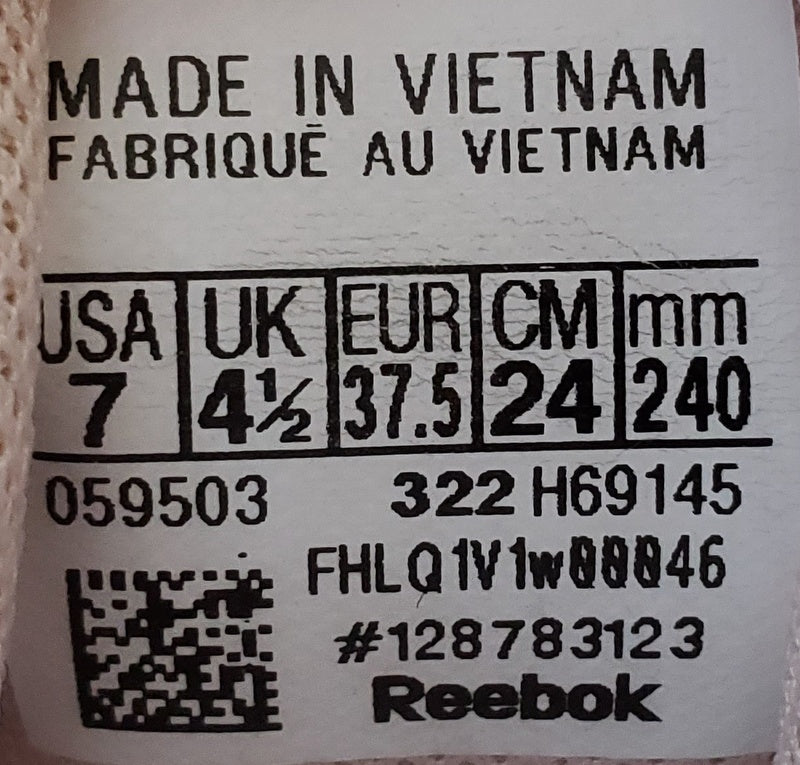 MADE IN VIETNAM
FABRIQUĒ AU VIETNAM
USA UK EUR CM mm
7 4½ 37.5 24 240
059503 322 H69145
FHLQ1V1w00046
#128783123
Reebok